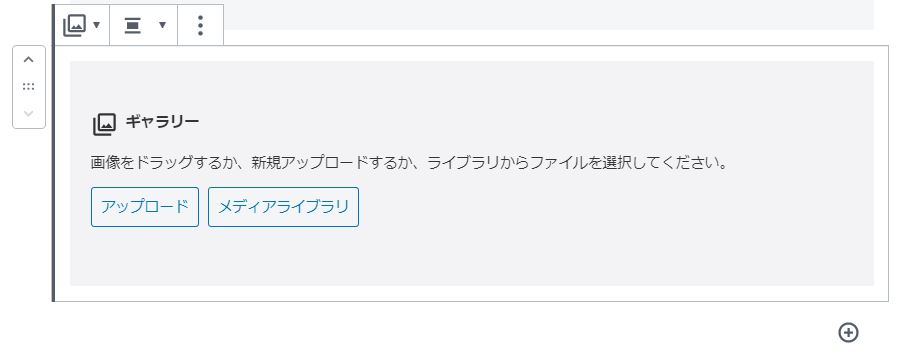 ギャラリー
画像をドラッグするか、新規アップロードするか、ライブラリからファイルを選択してください。
アップロード
メディアライブラリ